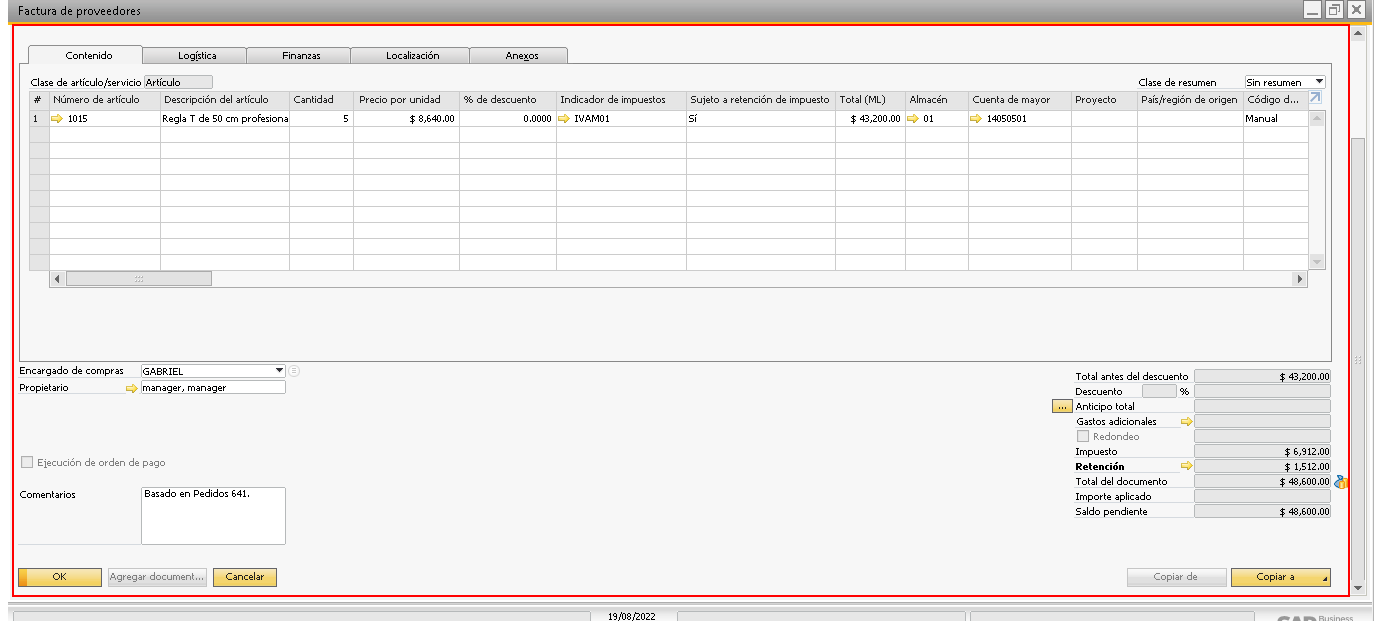 Factura de proveedores
Contenido Logística Finanzas Localización Anexos
Clase de artículo/servicio Artículo Clase de resumen Sin resumen
# Número de artículo Descripción del artículo Cantidad Precio por unidad % de descuento Indicador de impuestos Sujeto a retención de impuesto Total (ML) Almacén Cuenta de mayor Proyecto País/región de origen Código d...
1 1015 Regla T de 50 cm profesiona 5 $ 8,640.00 0.0000 IVAM01 Sí $ 43,200.00 01 14050501 Manual
Encargado de compras GABRIEL
Propietario manager, manager
Total antes del descuento $ 43,200.00
Descuento %
... Anticipo total
Gastos adicionales
Redondeo
Impuesto $ 6,912.00
Retención $ 1,512.00
Total del documento $ 48,600.00
Importe aplicado
Saldo pendiente $ 48,600.00
Ejecución de orden de pago
Comentarios Basado en Pedidos 641.
OK Agregar document... Cancelar Copiar de Copiar a
19/08/2022
SAP Business